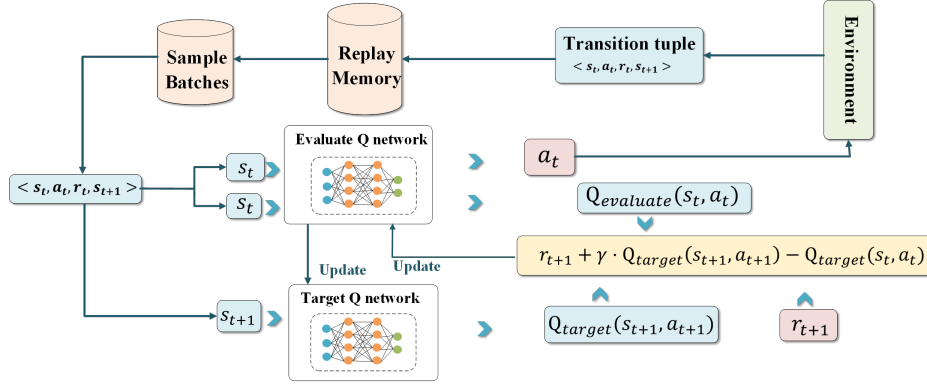 Sample
Batches
Replay
Memory
Transition tuple
< s_t, a_t, r_t, s_{t+1} >
Environment
Evaluate Q network
s_t
a_t
< s_t, a_t, r_t, s_{t+1} >
s_t
Q_{evaluate}(s_t, a_t)
r_{t+1} + γ · Q_{target}(s_{t+1}, a_{t+1}) − Q_{target}(s_t, a_t)
Update
Update
Target Q network
s_{t+1}
Q_{target}(s_{t+1}, a_{t+1})
r_{t+1}